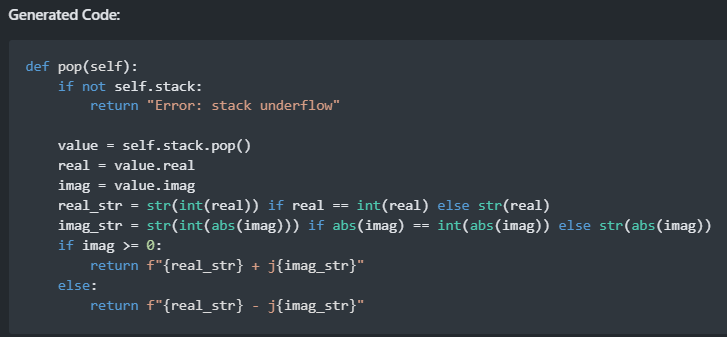 Generated Code:
def pop(self):
    if not self.stack:
        return "Error: stack underflow"
    value = self.stack.pop()
    real = value.real
    imag = value.imag
    real_str = str(int(real)) if real == int(real) else str(real)
    imag_str = str(int(abs(imag))) if abs(imag) == int(abs(imag)) else str(abs(imag))
    if imag >= 0:
        return f"{real_str} + j{imag_str}"
    else:
        return f"{real_str} - j{imag_str}"